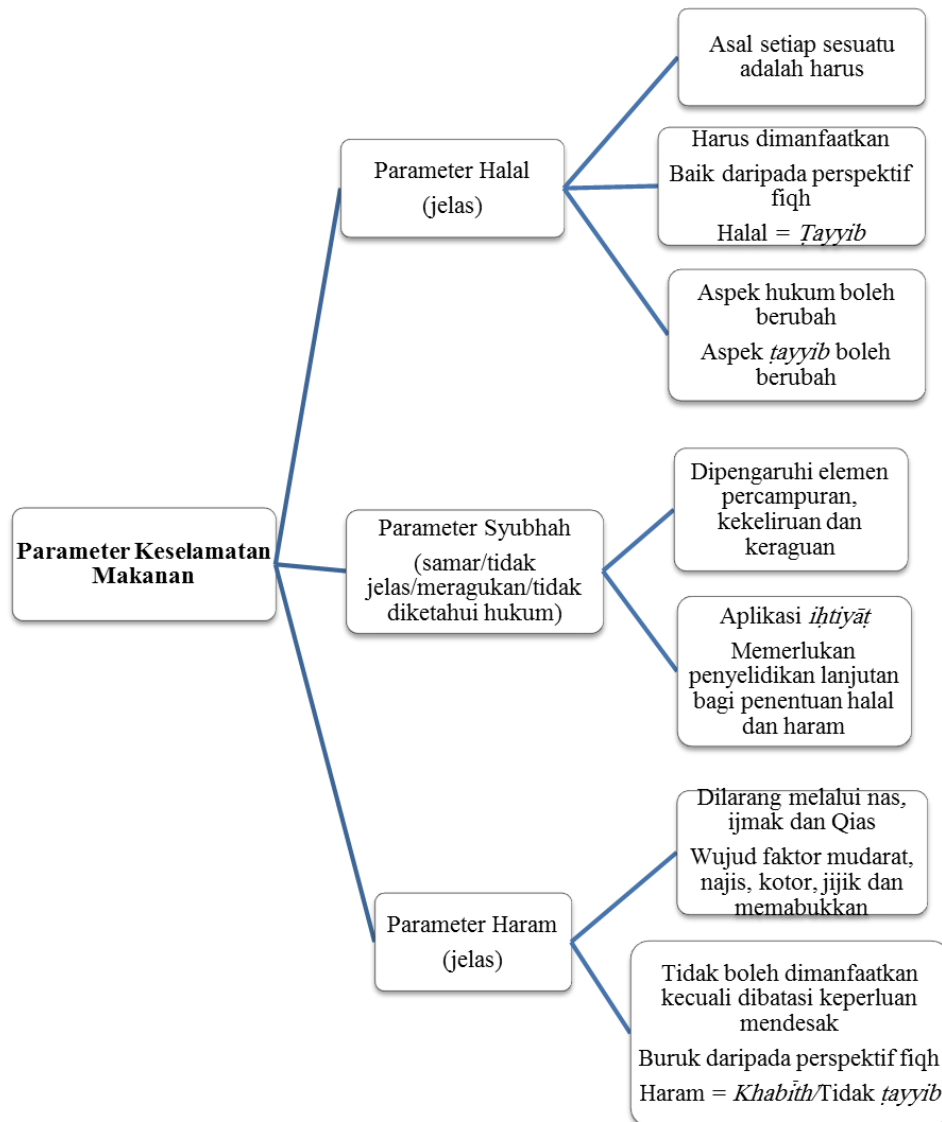 Asal setiap sesuatu
adalah harus
Harus dimanfaatkan
Baik daripada perspektif
fiqh
Halal = Ṭayyib
Parameter Halal
(jelas)
Aspek hukum boleh
berubah
Aspek ṭayyib boleh
berubah
Parameter Keselamatan
Makanan
Parameter Syubhah
(samar/tidak
jelas/meragukan/tidak
diketahui hukum)
Dipengaruhi elemen
percampuran,
kekeliruan dan
keraguan
Aplikasi iḥtiyāṭ
Memerlukan
penyelidikan lanjutan
bagi penentuan halal
dan haram
Parameter Haram
(jelas)
Dilarang melalui nas,
ijmak dan Qias
Wujud faktor mudarat,
najis, kotor, jijik dan
memabukkan
Tidak boleh dimanfaatkan
kecuali dibatasi keperluan
mendesak
Buruk daripada perspektif fiqh
Haram = Khabīth/Tidak ṭayyib